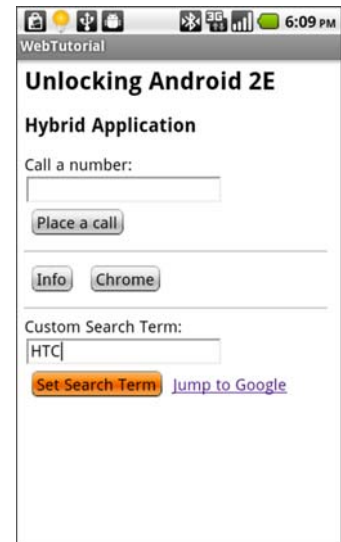 3G
6:09 PM
WebTutorial
Unlocking Android 2E
Hybrid Application
Call a number:
Place a call
Info Chrome
Custom Search Term:
HTC
Set Search Term Jump to Google